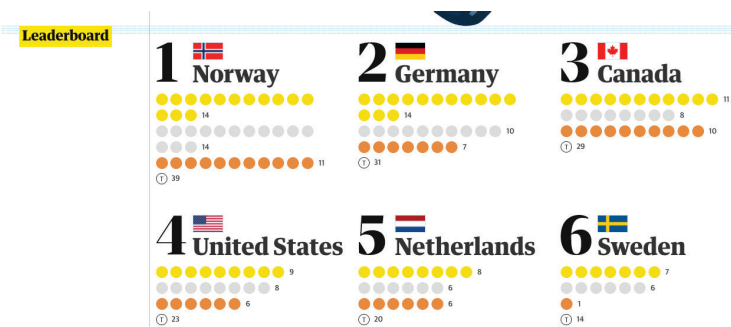 Leaderboard
1 Norway
14
14
11
T 39
2 Germany
14
10
7
T 31
3 Canada
11
8
10
T 29
4 United States
9
8
6
T 23
5 Netherlands
8
6
6
T 20
6 Sweden
7
6
1
T 14